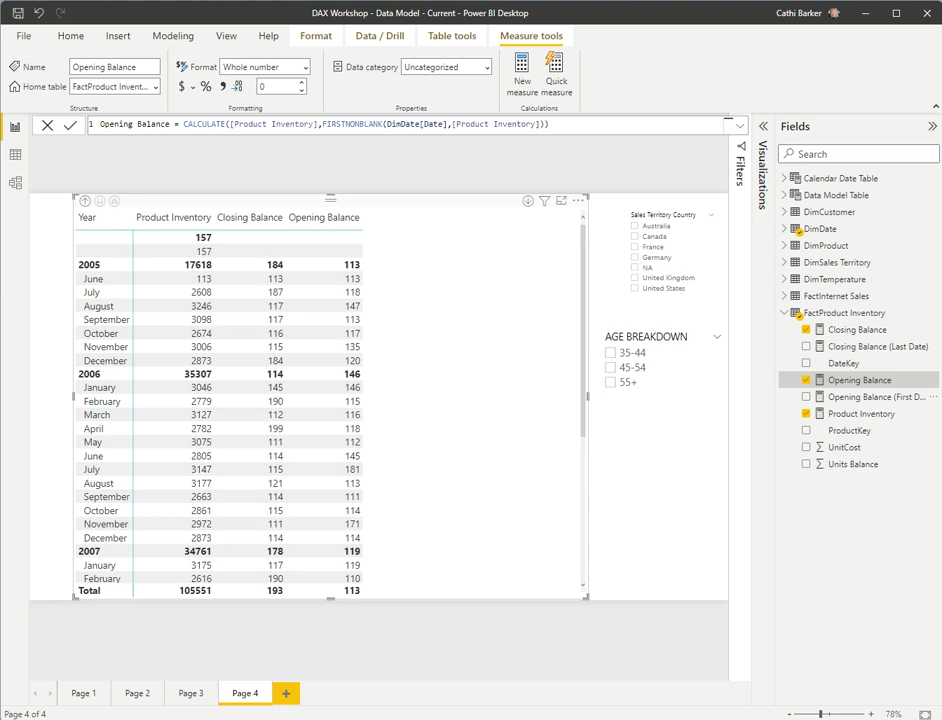 DAX Workshop - Data Model - Current - Power BI Desktop
Cathi Barker
File Home Insert Modeling View Help Format Data / Drill Table tools Measure tools
Name Opening Balance
Home table FactProduct Invent...
Structure
$% Format Whole number
$ % 9 .00 0
Formatting
Data category Uncategorized
Properties
New measure
Quick measure
Calculations
1 Opening Balance = CALCULATE([Product Inventory],FIRSTNONBLANK(DimDate[Date],[Product Inventory]))
Year Product Inventory Closing Balance Opening Balance
157
157
2005 17618 184 113
June 113 113 113
July 2608 187 118
August 3246 117 147
September 3098 117 113
October 2674 116 117
November 3006 115 135
December 2873 184 120
2006 35307 114 146
January 3046 145 146
February 2779 190 115
March 3127 112 116
April 2782 199 118
May 3075 111 112
June 2805 114 145
July 3147 115 181
August 3177 121 113
September 2663 114 111
October 2861 115 114
November 2972 111 171
December 2873 114 114
2007 34761 178 119
January 3175 117 119
February 2616 190 110
Total 105551 193 113
Sales Territory Country
Australia
Canada
France
Germany
NA
United Kingdom
United States
AGE BREAKDOWN
35-44
45-54
55+
Filters
Visualizations
Fields
Search
Calendar Date Table
Data Model Table
DimCustomer
DimDate
DimProduct
DimSales Territory
DimTemperature
FactInternet Sales
FactProduct Inventory
Closing Balance
Closing Balance (Last Date)
DateKey
Opening Balance
Opening Balance (First D...
Product Inventory
ProductKey
UnitCost
Units Balance
Page 1 Page 2 Page 3 Page 4 +
Page 4 of 4
- + 78%